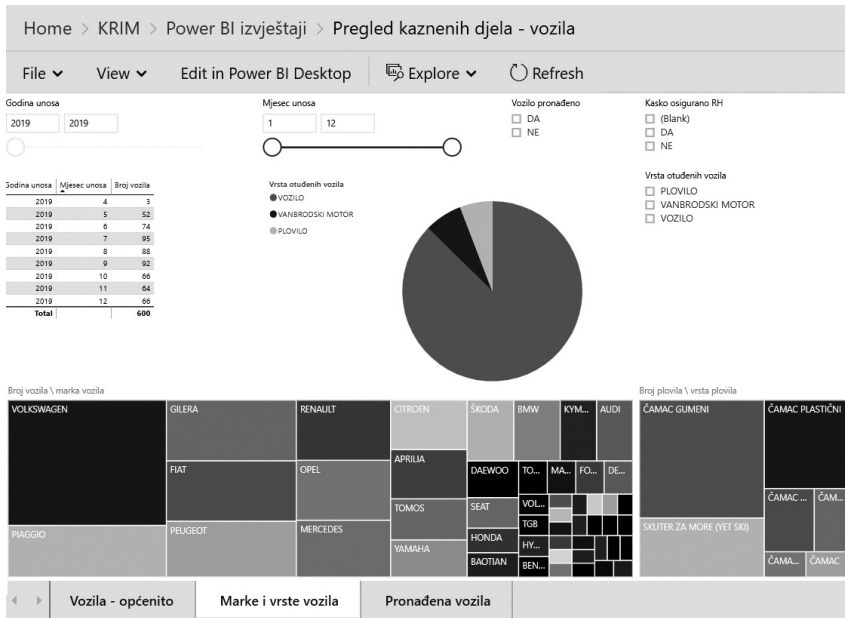 Home > KRIM > Power BI izvještaji > Pregled kaznenih djela - vozila
File View Edit in Power BI Desktop Explore Refresh
Godina unosa
2019 2019
Mjesec unosa
1 12
Vozilo pronađeno
DA
NE
Kasko osigurano RH
(Blank)
DA
NE
Vrsta otuđenih vozila
PLOVILO
VANBRODSKI MOTOR
VOZILO
Godina unosa Mjesec unosa Broj vozila
2019 4 3
2019 5 52
2019 6 74
2019 7 95
2019 8 88
2019 9 92
2019 10 66
2019 11 64
2019 12 66
Total 600
Vrsta otuđenih vozila
VOZILO
VANBRODSKI MOTOR
PLOVILO
Broj vozila \ marka vozila
VOLKSWAGEN
PIAGGIO
GILERA
FIAT
PEUGEOT
RENAULT
OPEL
MERCEDES
CITROEN
APRILIA
TOMOS
YAMAHA
ŠKODA
BMW
KYM...
AUDI
DAEWOO
TO...
MA...
FO...
DE...
SEAT
VOL...
TGB
HONDA
HY...
BAOTIAN
BEN...
Broj plovila \ vrsta plovila
ČAMAC GUMENI
SKUTER ZA MORE (YET SKI)
ČAMAC PLASTIČNI
ČAMAC ...
ČAM...
ČAMA...
ČAMAC
Vozila - općenito Marke i vrste vozila Pronađena vozila